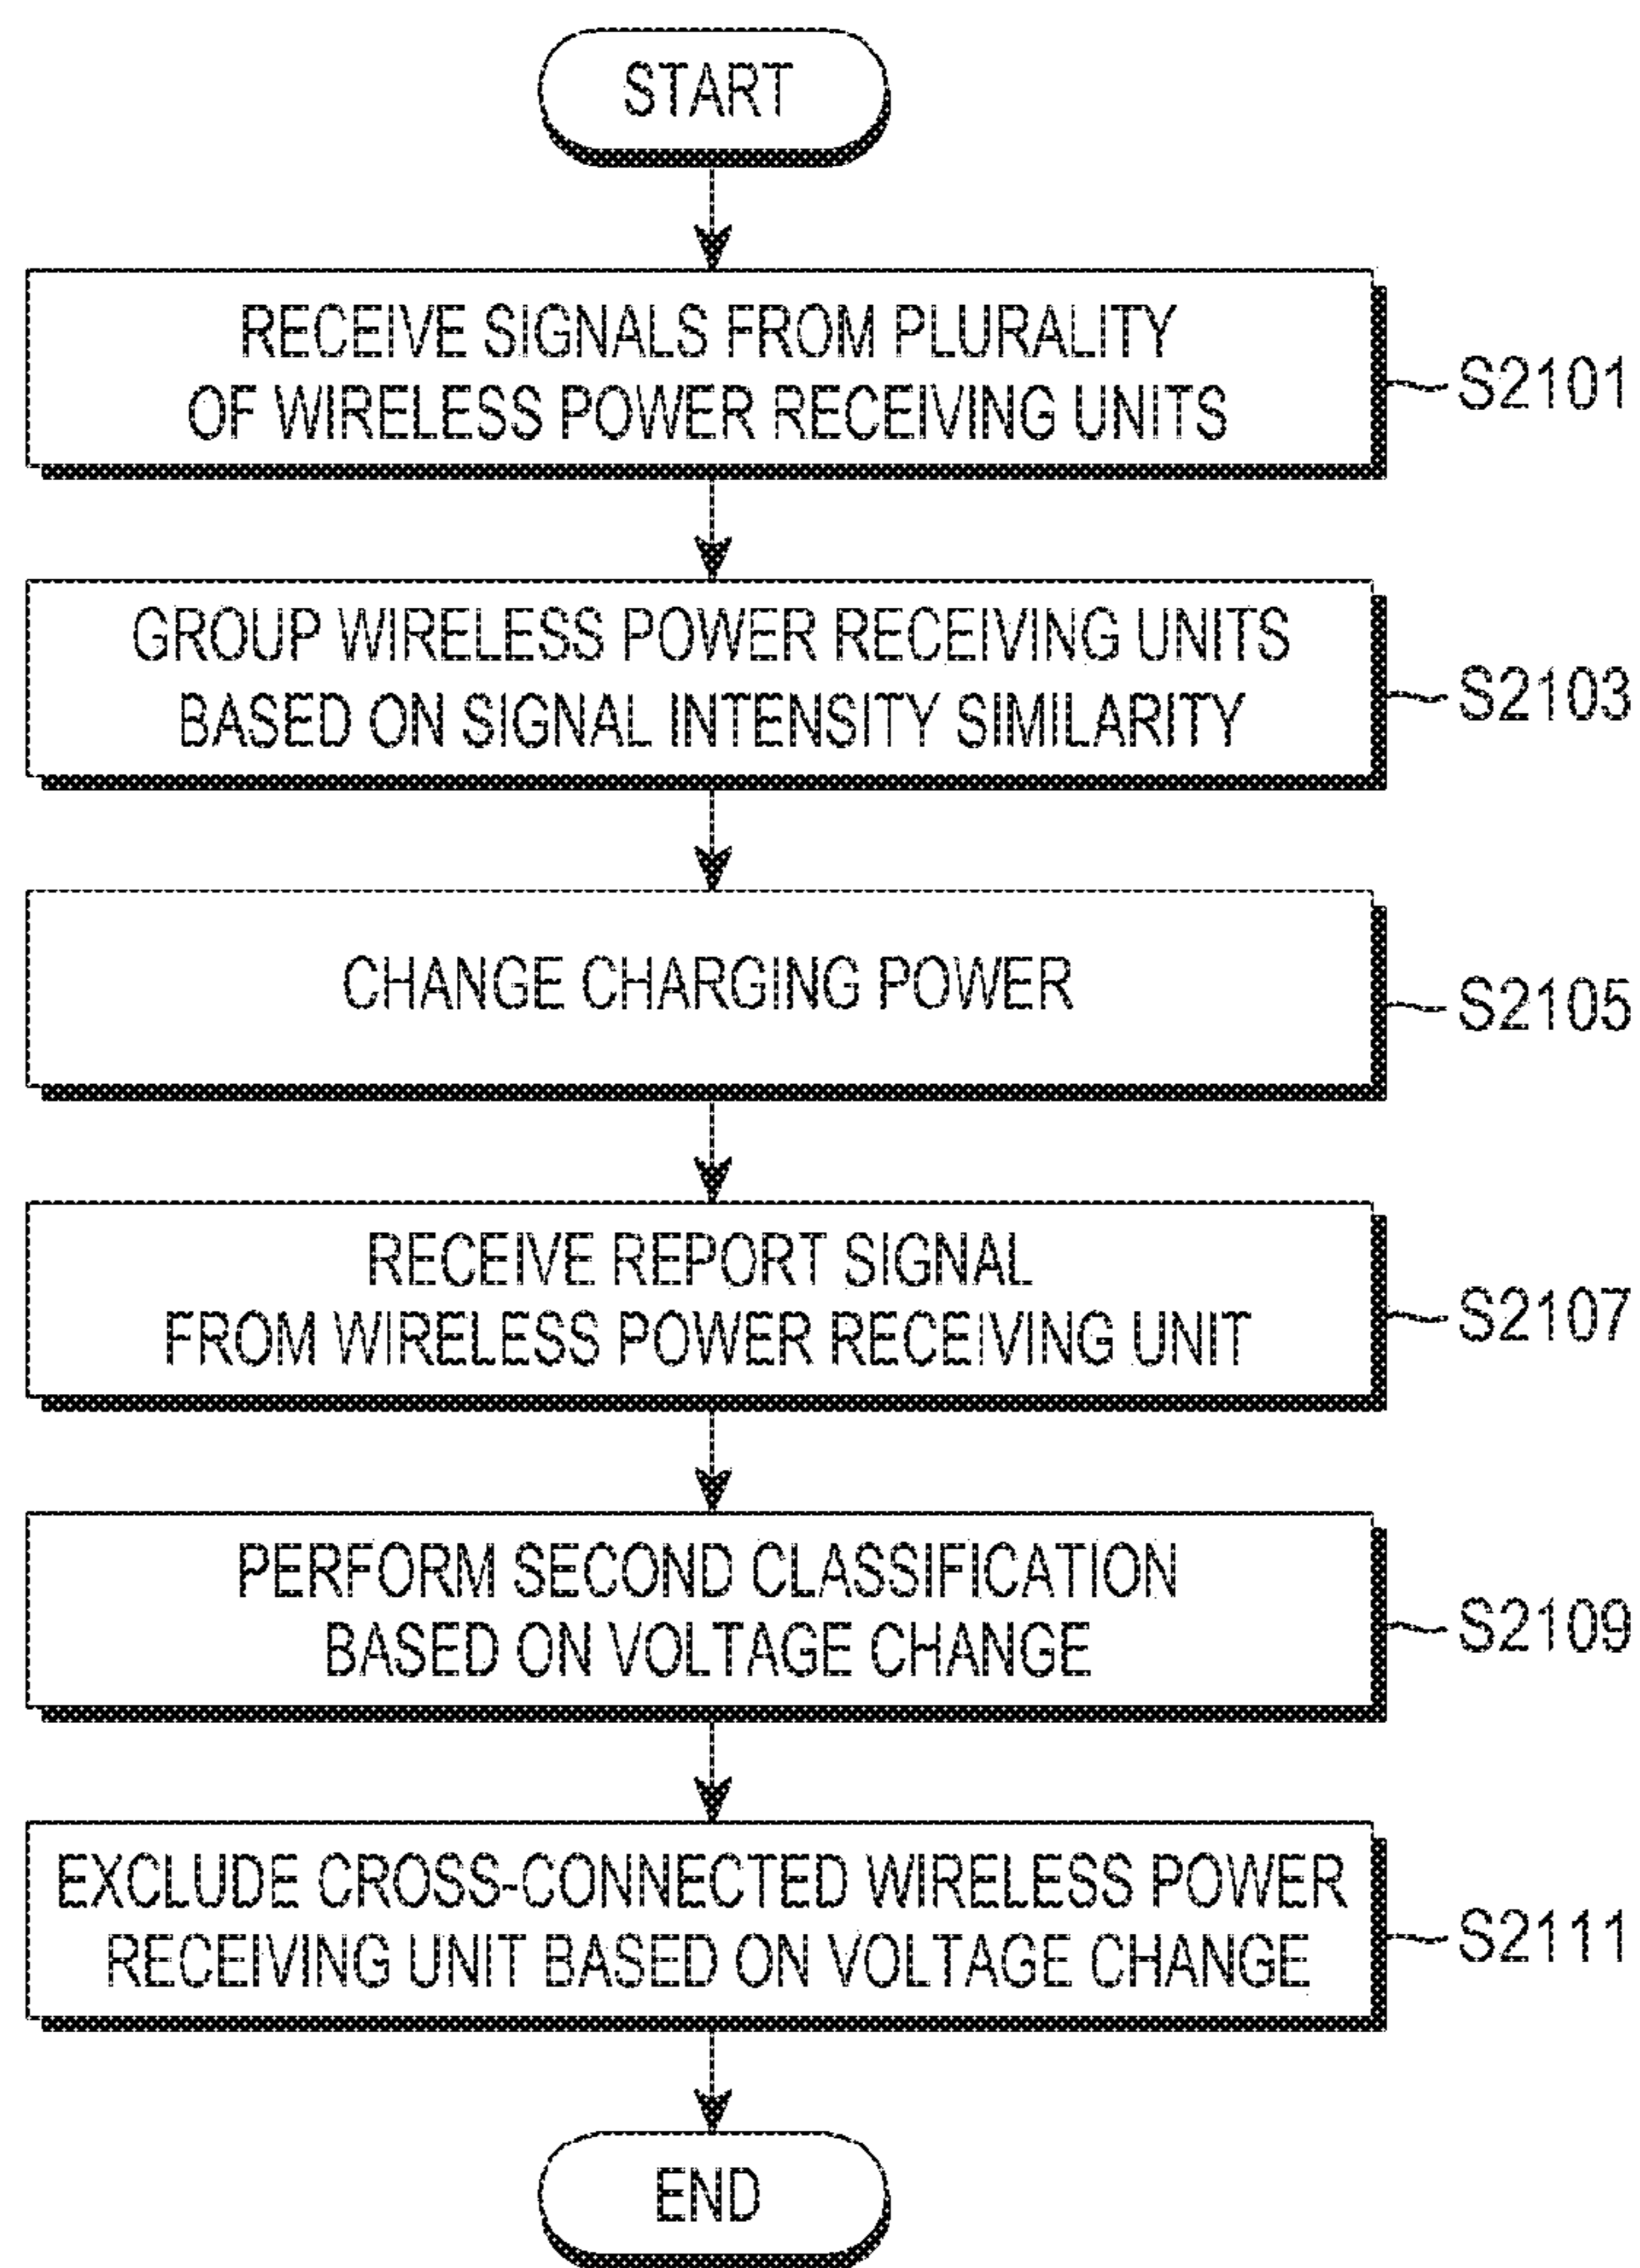 START
RECEIVE SIGNALS FROM PLURALITY
OF WIRELESS POWER RECEIVING UNITS
S2101
GROUP WIRELESS POWER RECEIVING UNITS
BASED ON SIGNAL INTENSITY SIMILARITY
S2103
CHANGE CHARGING POWER
S2105
RECEIVE REPORT SIGNAL
FROM WIRELESS POWER RECEIVING UNIT
S2107
PERFORM SECOND CLASSIFICATION
BASED ON VOLTAGE CHANGE
S2109
EXCLUDE CROSS-CONNECTED WIRELESS POWER
RECEIVING UNIT BASED ON VOLTAGE CHANGE
S2111
END